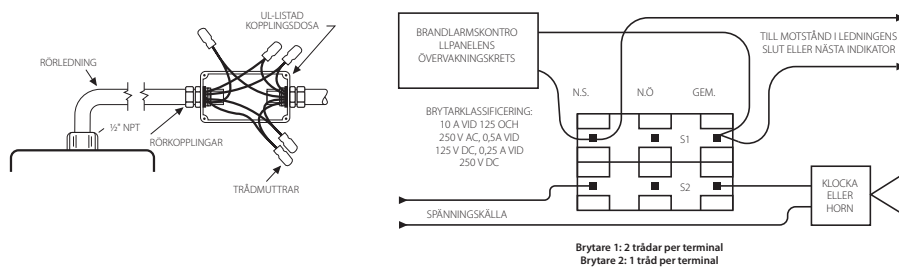 UL-LISTAD
KOPPLINGSDOSA
RÖRLEDNING
½" NPT
RÖRKOPPLINGAR
TRÅDMUTTRAR
BRANDLARMSKONTRO
LLPANELENS
ÖVERVAKNINGSKRETS
TILL MOTSTÅND I LEDNINGENS
SLUT ELLER NÄSTA INDIKATOR
N.S.
N.Ö
GEM.
BRYTARKLASSIFICERING:
10 A VID 125 OCH
250 V AC, 0,5A VID
125 V DC, 0,25 A VID
250 V DC
S1
S2
KLOCKA
ELLER
HORN
SPÄNNINGSKÄLLA
Brytare 1: 2 trådar per terminal
Brytare 2: 1 tråd per terminal